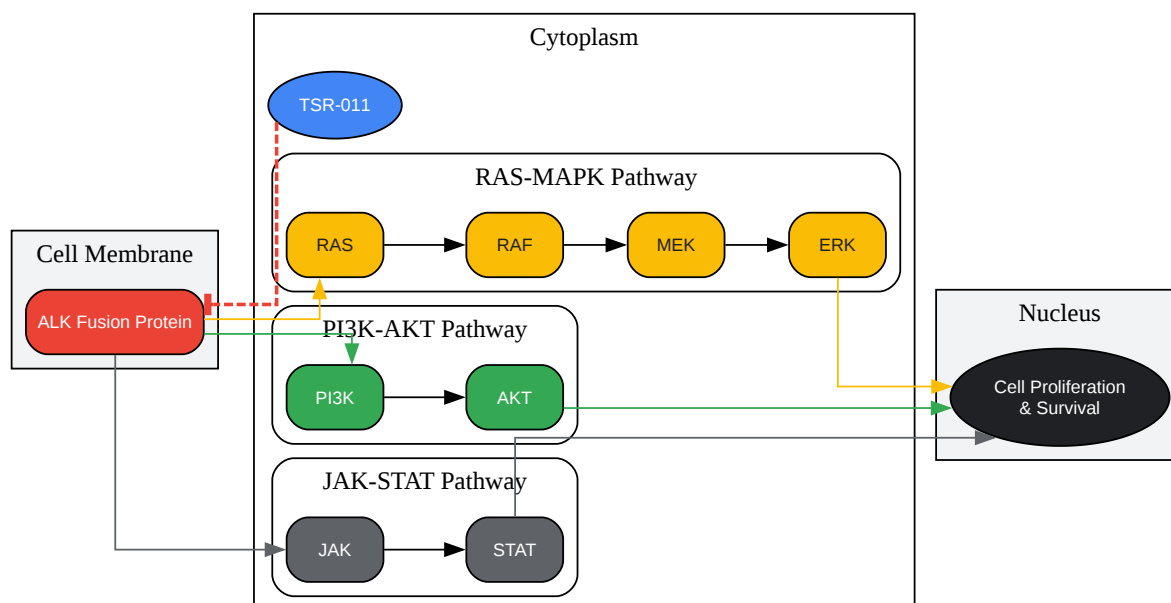 Cytoplasm
TSR-011
RAS-MAPK Pathway
RAS
RAF
MEK
ERK
Cell Membrane
ALK Fusion Protein
PI3K-AKT Pathway
PI3K
AKT
Nucleus
Cell Proliferation
& Survival
JAK-STAT Pathway
JAK
STAT